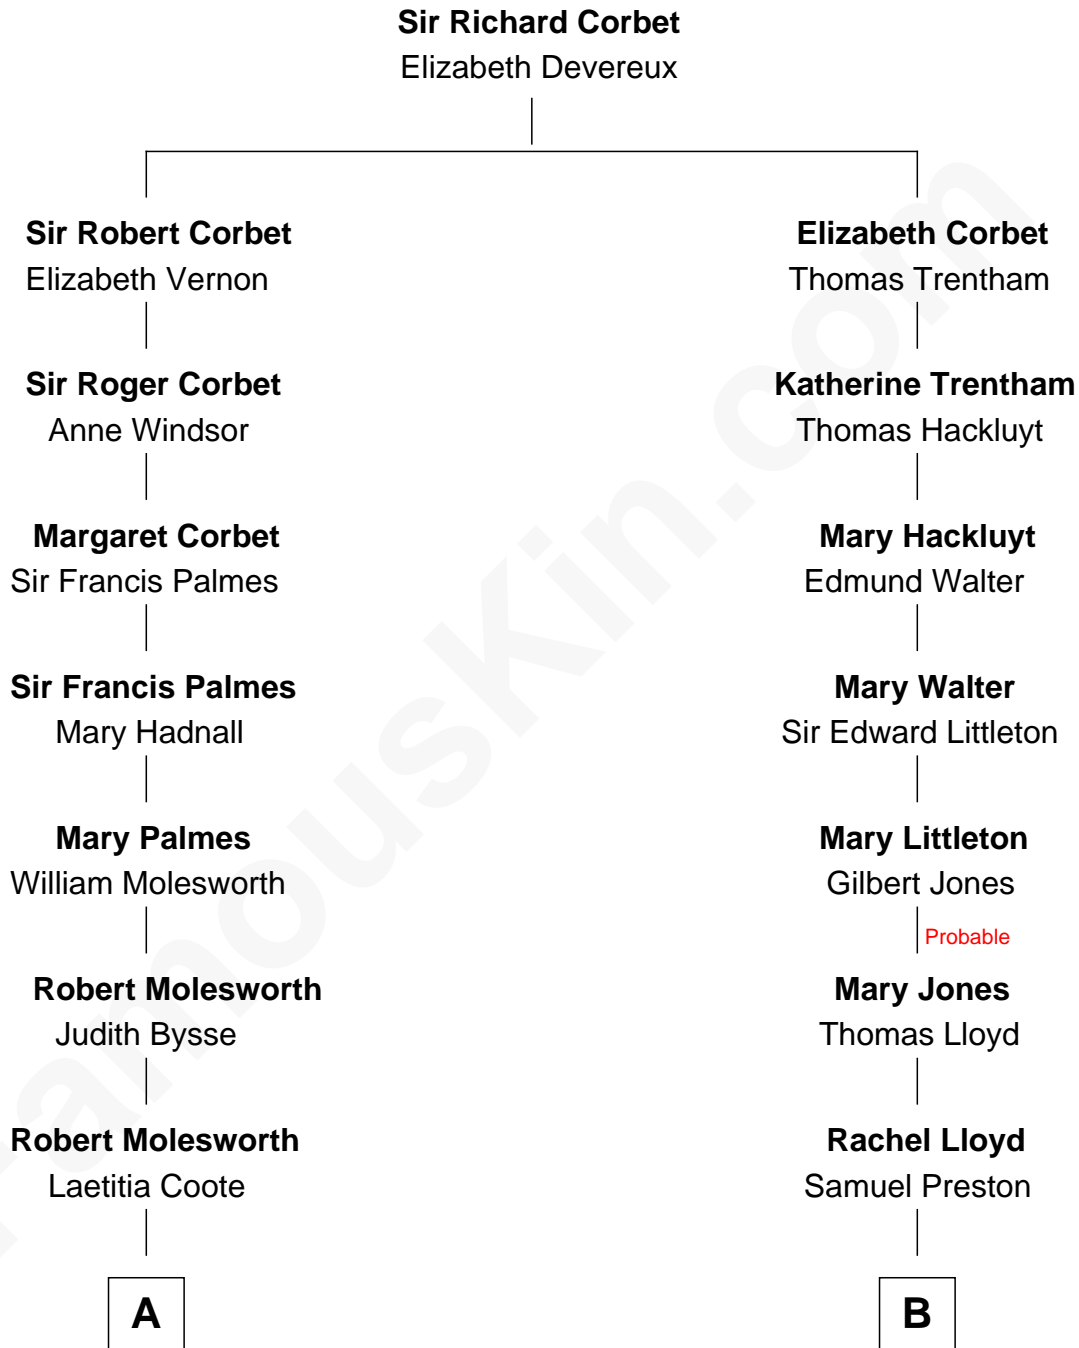 Sir Richard Corbet
Elizabeth Devereux
Sir Robert Corbet
Elizabeth Vernon
Elizabeth Corbet
Thomas Trentham
Sir Roger Corbet
Anne Windsor
Katherine Trentham
Thomas Hackluyt
Margaret Corbet
Sir Francis Palmes
Mary Hackluyt
Edmund Walter
Sir Francis Palmes
Mary Hadnall
Mary Walter
Sir Edward Littleton
Mary Palmes
William Molesworth
Mary Littleton
Gilbert Jones
Probable
Robert Molesworth
Judith Bysse
Mary Jones
Thomas Lloyd
Robert Molesworth
Laetitia Coote
Rachel Lloyd
Samuel Preston
A
B
FamousKin.com